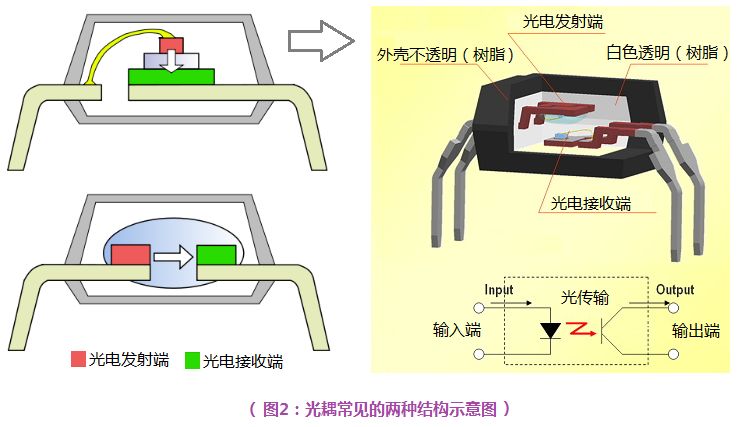 光电发射端
外壳不透明（树脂）
白色透明（树脂）
光电接收端
Input
光传输
Output
输入端
输出端
光电发射端
光电接收端
（ 图2：光耦常见的两种结构示意图 ）